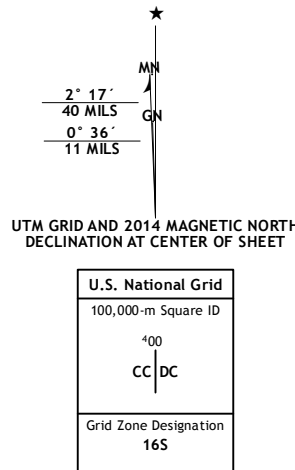 ★
MN
2° 17´
40 MILS
GN
0° 36´
11 MILS
UTM GRID AND 2014 MAGNETIC NORTH
DECLINATION AT CENTER OF SHEET
U.S. National Grid
100,000-m Square ID
⁴00
CC DC
Grid Zone Designation
16S